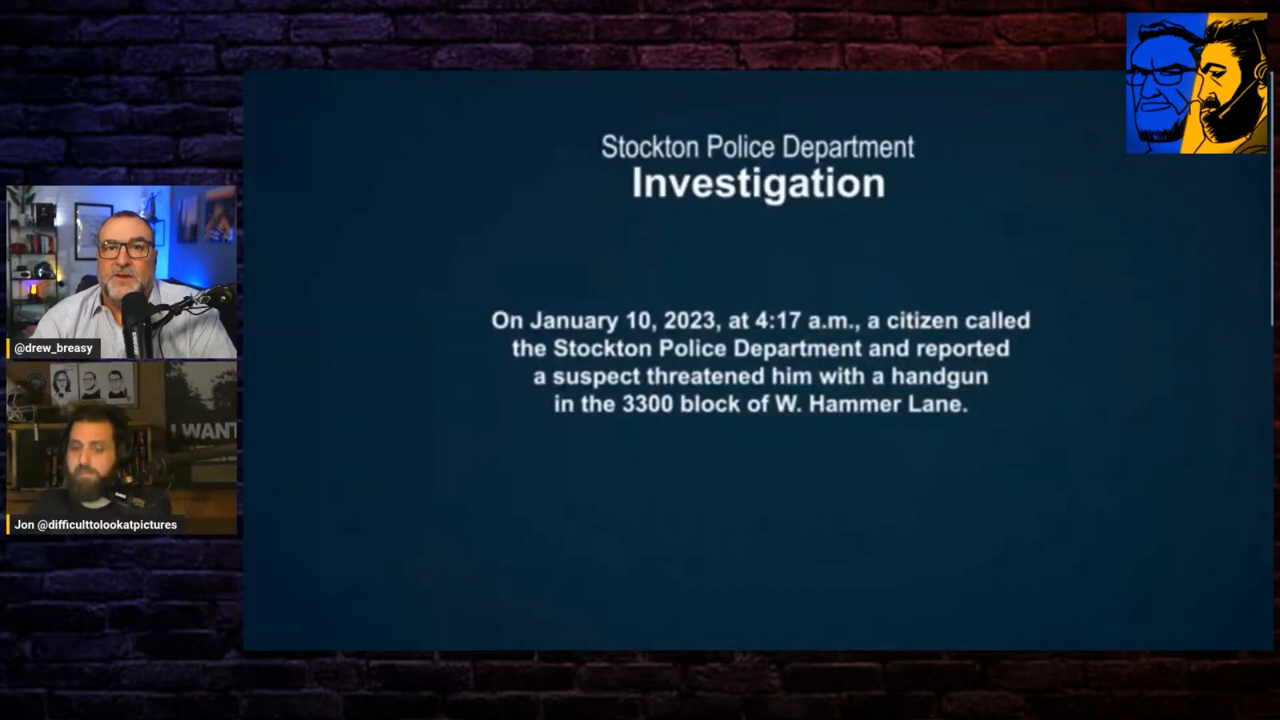 Stockton Police Department
Investigation
On January 10, 2023, at 4:17 a.m., a citizen called
the Stockton Police Department and reported
a suspect threatened him with a handgun
in the 3300 block of W. Hammer Lane.
@drew_breasy
I WANT
Jon @difficulttolookatpictures